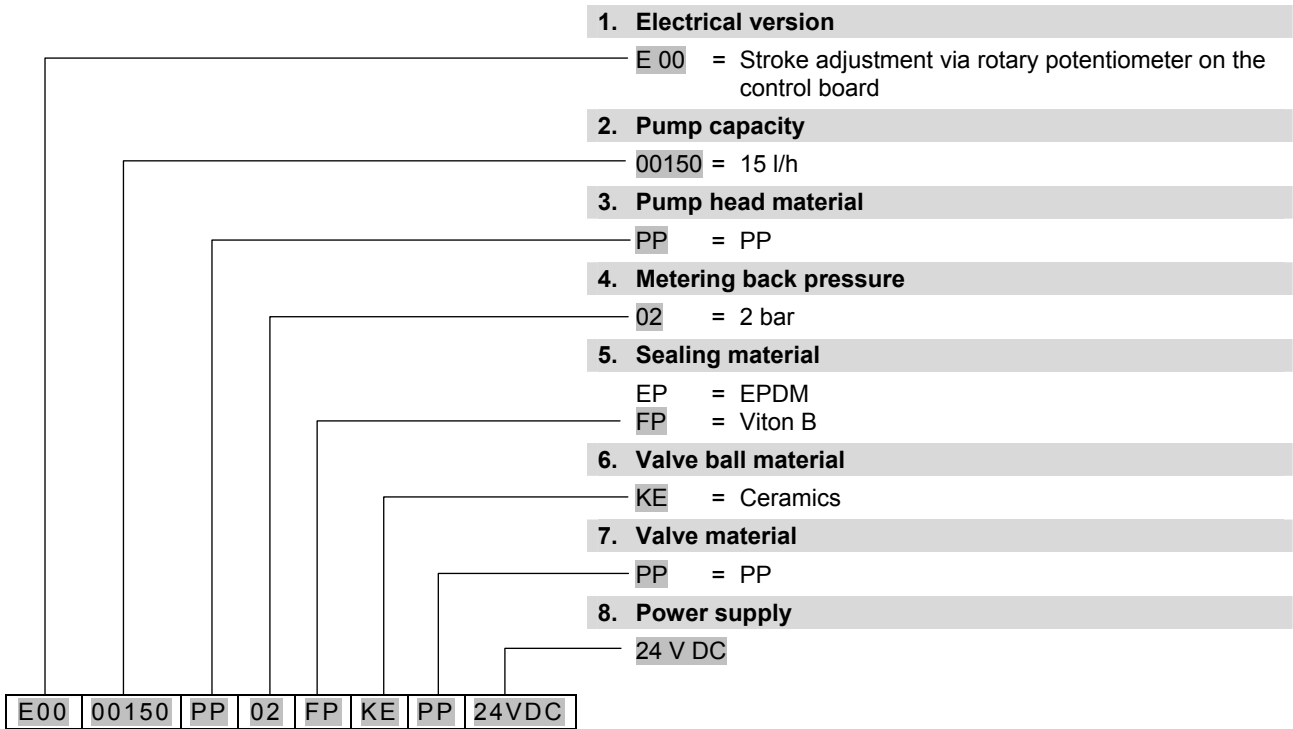 1. Electrical version
E 00 = Stroke adjustment via rotary potentiometer on the
control board
2. Pump capacity
00150 = 15 l/h
3. Pump head material
PP = PP
4. Metering back pressure
02 = 2 bar
5. Sealing material
EP = EPDM
FP = Viton B
6. Valve ball material
KE = Ceramics
7. Valve material
PP = PP
8. Power supply
24 V DC
E00 00150 PP 02 FP KE PP 24VDC